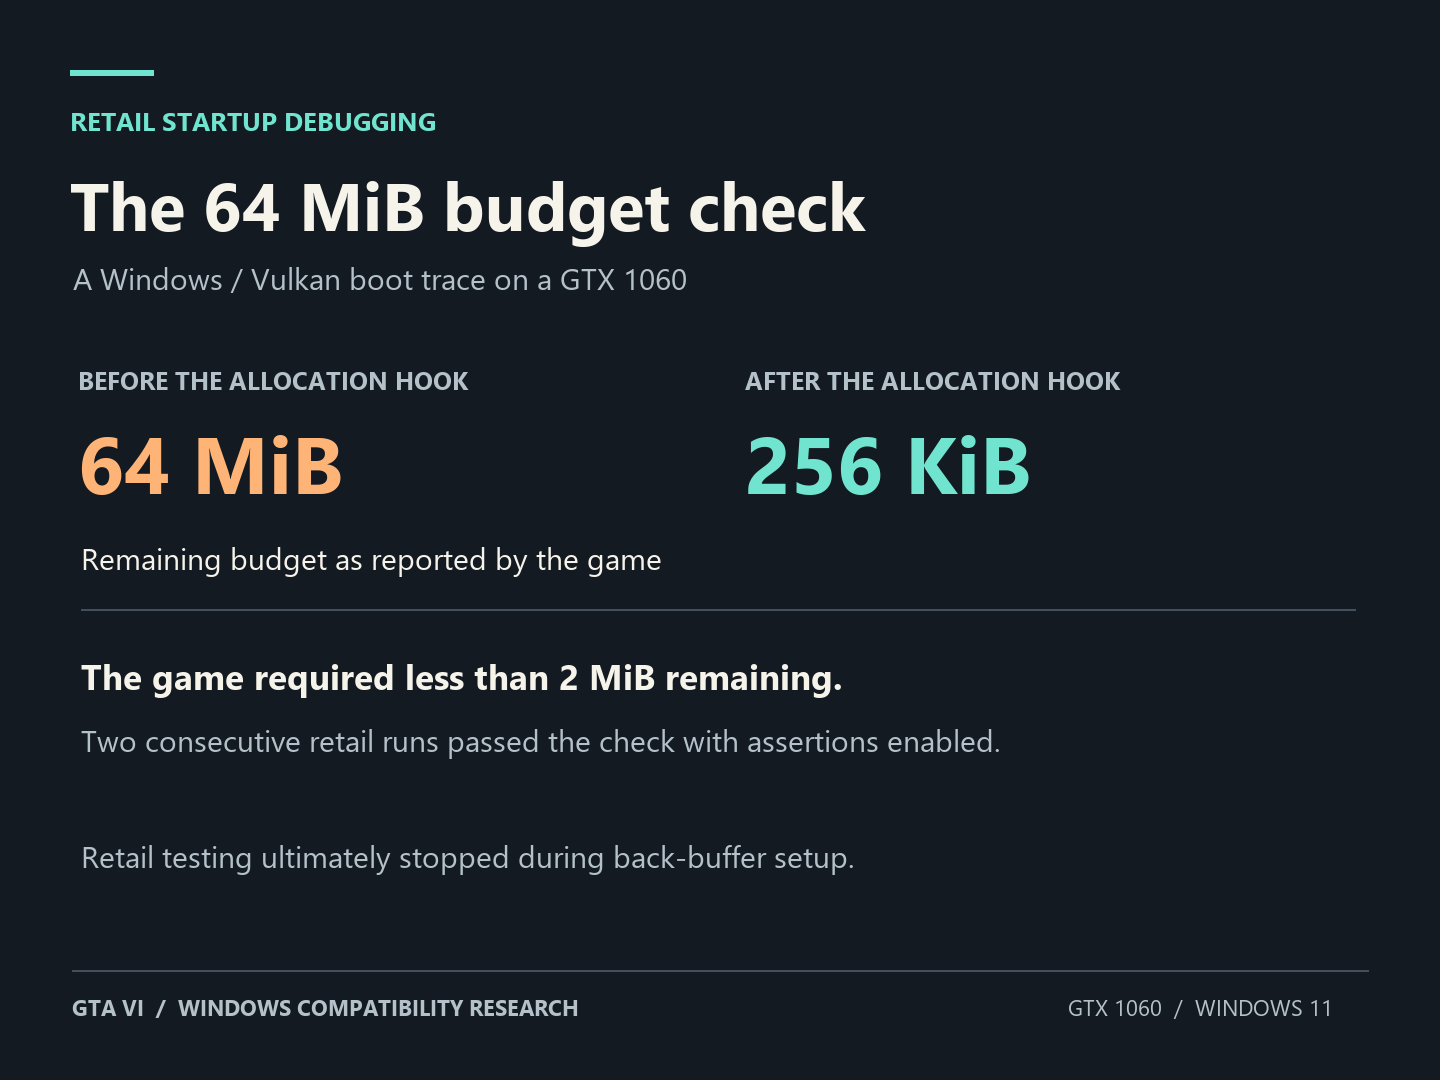 RETAIL STARTUP DEBUGGING
The 64 MiB budget check
A Windows / Vulkan boot trace on a GTX 1060
BEFORE THE ALLOCATION HOOK
64 MiB
Remaining budget as reported by the game
AFTER THE ALLOCATION HOOK
256 KiB
The game required less than 2 MiB remaining.
Two consecutive retail runs passed the check with assertions enabled.
Retail testing ultimately stopped during back-buffer setup.
GTA VI / WINDOWS COMPATIBILITY RESEARCH
GTX 1060 / WINDOWS 11